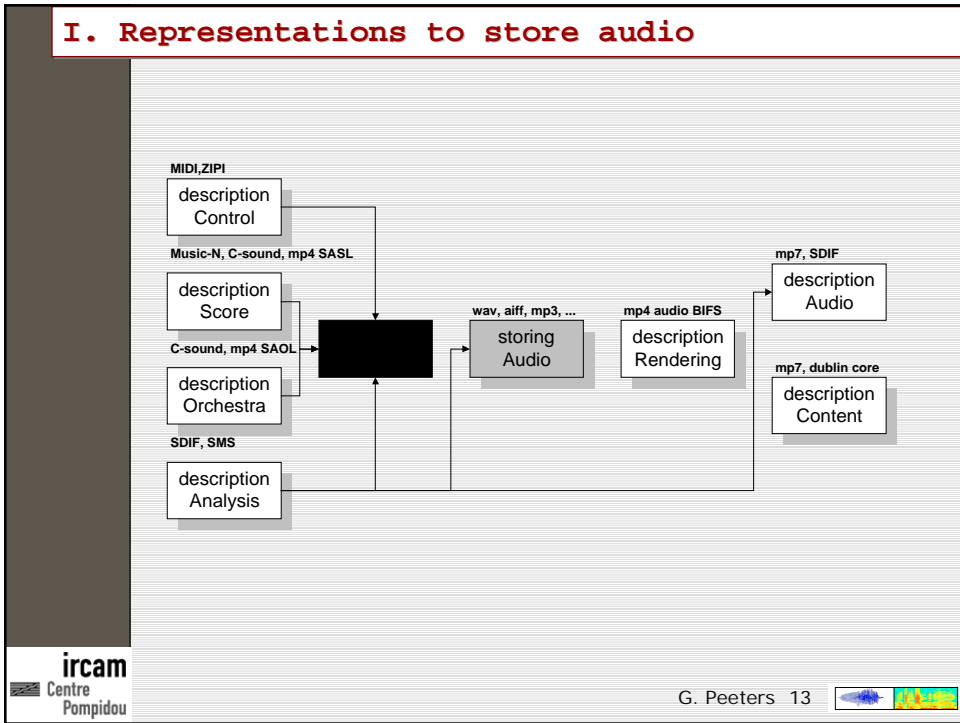 I. Representations to store audio
MIDI,ZIPI
description
Control
Music-N, C-sound, mp4 SASL
description
Score
C-sound, mp4 SAOL
description
Orchestra
SDIF, SMS
description
Analysis
wav, aiff, mp3, ...
storing
Audio
mp4 audio BIFS
description
Rendering
mp7, SDIF
description
Audio
mp7, dublin core
description
Content
ircam
Centre
Pompidou
G. Peeters 13